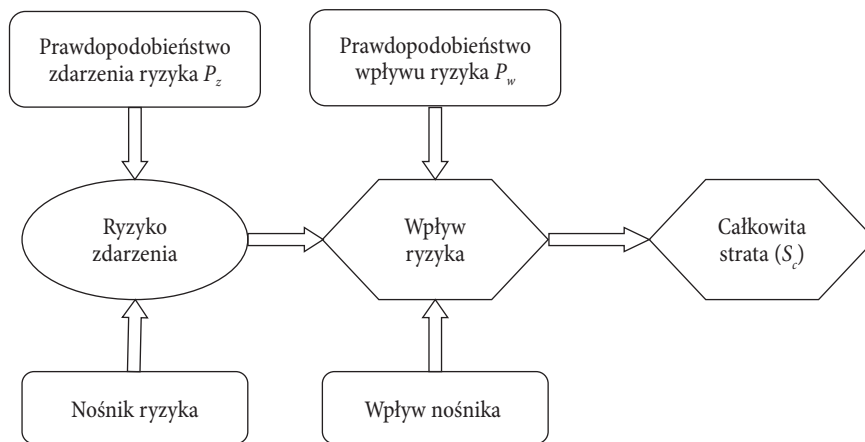 Prawdopodobieństwo
zdarzenia ryzyka P_z
Prawdopodobieństwo
wpływu ryzyka P_w
Ryzyko
zdarzenia
Wpływ
ryzyka
Całkowita
strata (S_c)
Nośnik ryzyka
Wpływ nośnika